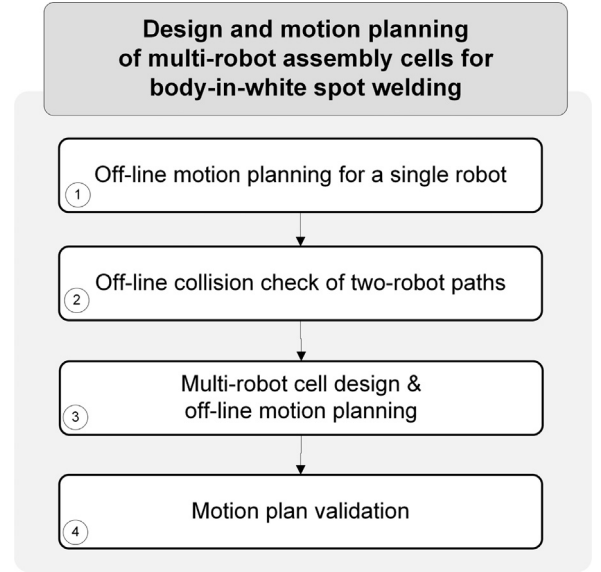 Design and motion planning
of multi-robot assembly cells for
body-in-white spot welding
Off-line motion planning for a single robot
1
Off-line collision check of two-robot paths
2
Multi-robot cell design &
off-line motion planning
3
Motion plan validation
4